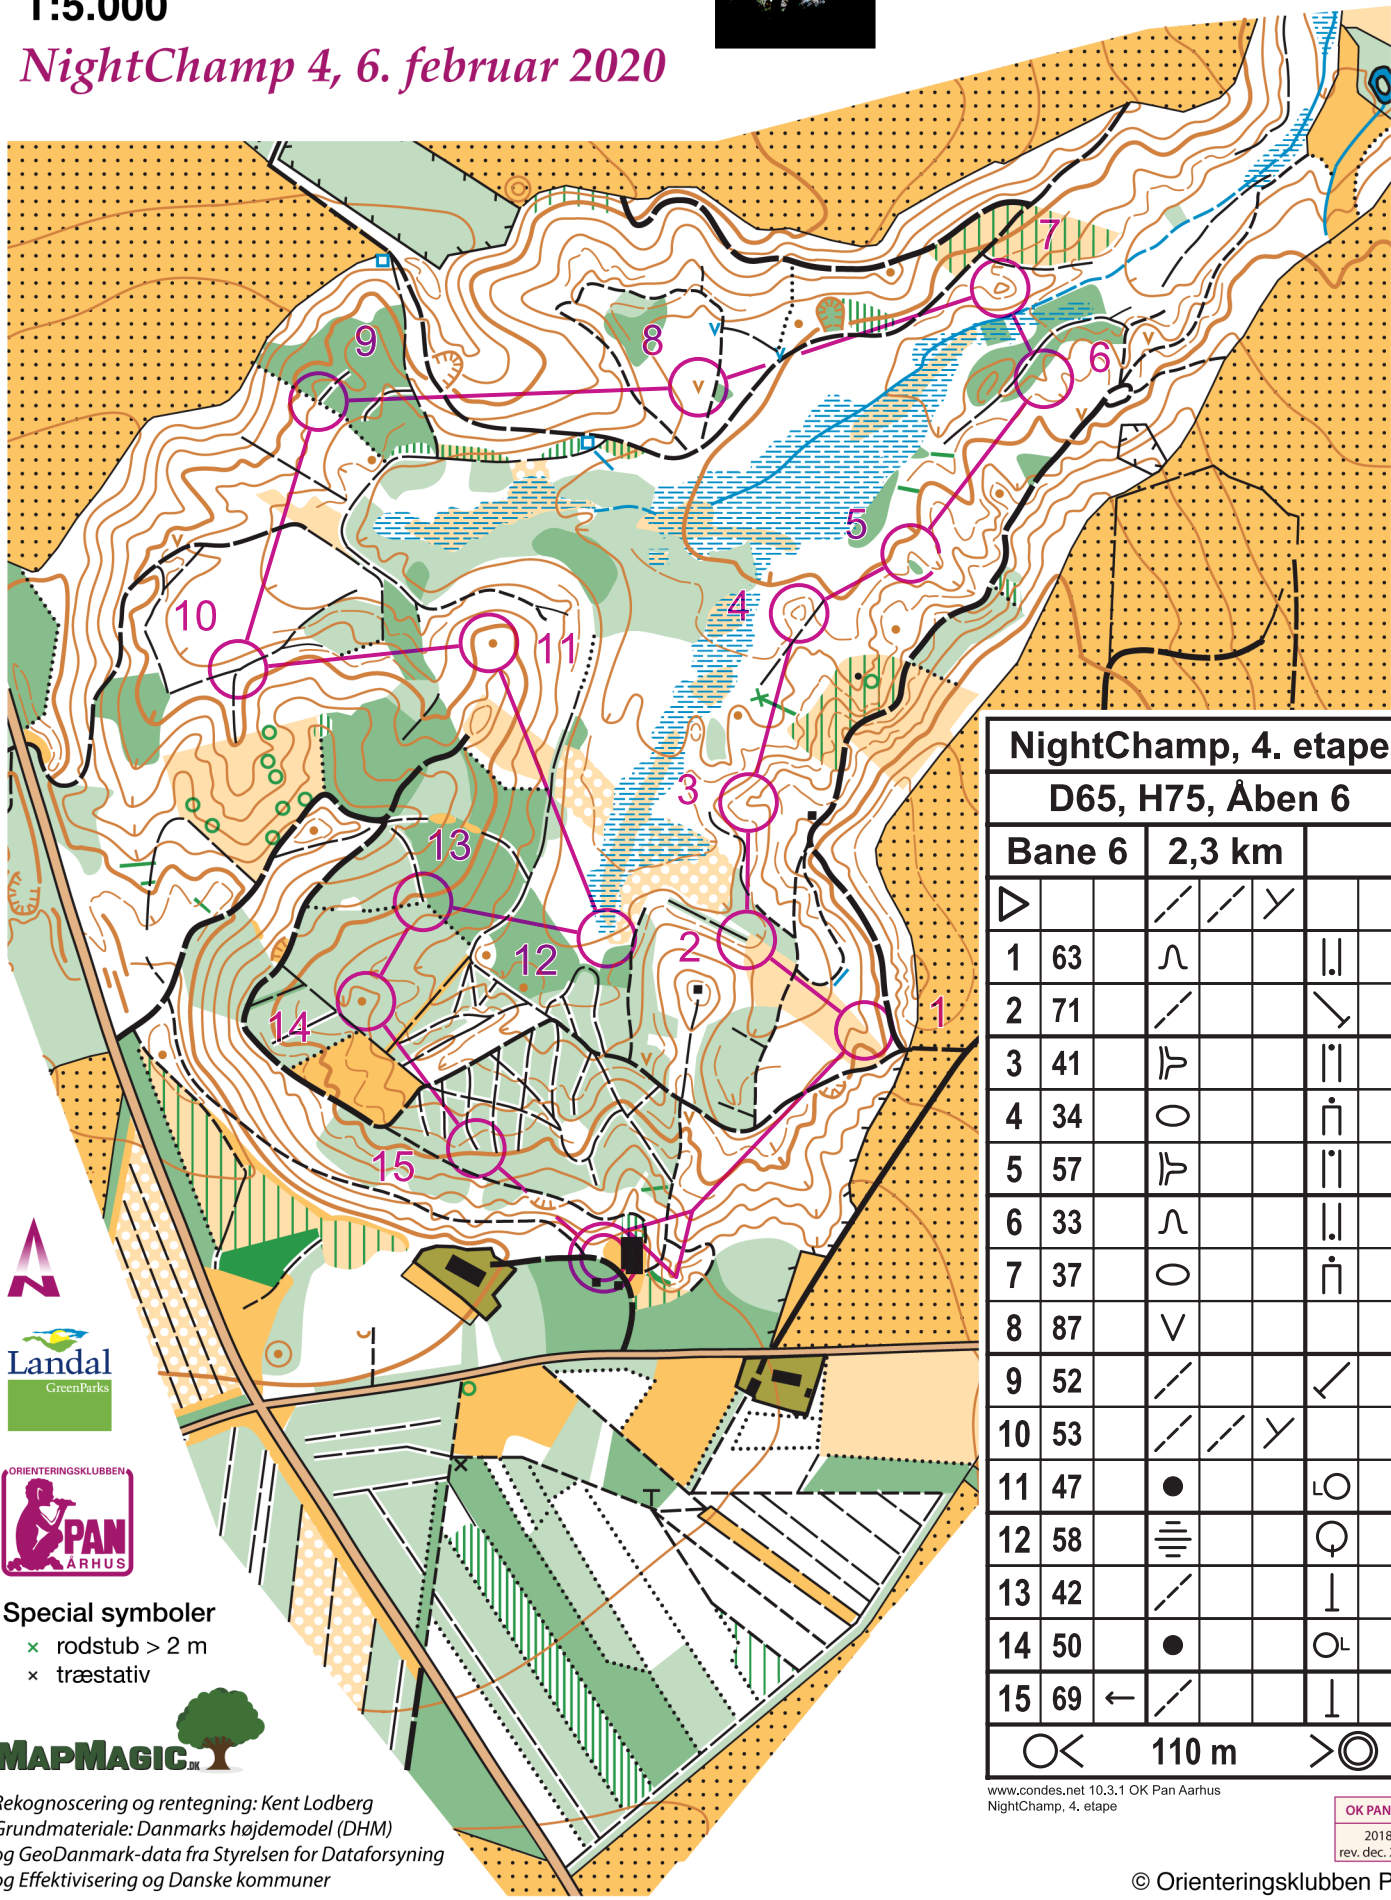 1:5.000
NightChamp 4, 6. februar 2020
7
8
9
6
5
10
4
11
3
13
2
12
1
14
15
NightChamp, 4. etape
D65, H75, Åben 6
Bane 6 2,3 km
1 63
2 71
3 41
4 34
5 57
6 33
7 37
8 87
9 52
10 53
11 47
12 58
13 42
14 50
15 69
110 m
www.condes.net 10.3.1 OK Pan Aarhus
NightChamp, 4. etape
N
Landal
GreenParks
ORIENTERINGSKLUBBEN
PAN
ÅRHUS
Special symboler
× rodstub > 2 m
× træstativ
MAPMAGIC.DK
Rekognoscering og rentegning: Kent Lodberg
Grundmateriale: Danmarks højdemodel (DHM)
og GeoDanmark-data fra Styrelsen for Dataforsyning
og Effektivisering og Danske kommuner
OK PAN
2018
rev. dec.
© Orienteringsklubben P